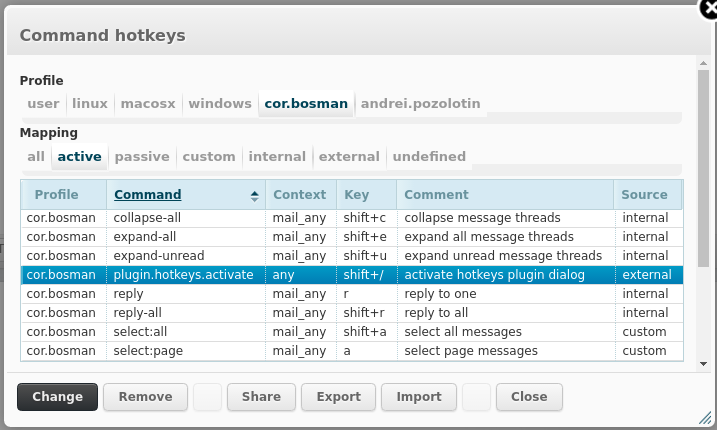 Command hotkeys
Profile
user linux macosx windows cor.bosman andrei.pozolotin
Mapping
all active passive custom internal external undefined
Profile Command Context Key Comment Source
cor.bosman collapse-all mail_any shift+c collapse message threads internal
cor.bosman expand-all mail_any shift+e expand all message threads internal
cor.bosman expand-unread mail_any shift+u expand unread message threads internal
cor.bosman plugin.hotkeys.activate any shift+/ activate hotkeys plugin dialog external
cor.bosman reply mail_any r reply to one internal
cor.bosman reply-all mail_any shift+r reply to all internal
cor.bosman select:all mail_any shift+a select all messages custom
cor.bosman select:page mail_any a select page messages custom
Change Remove Share Export Import Close